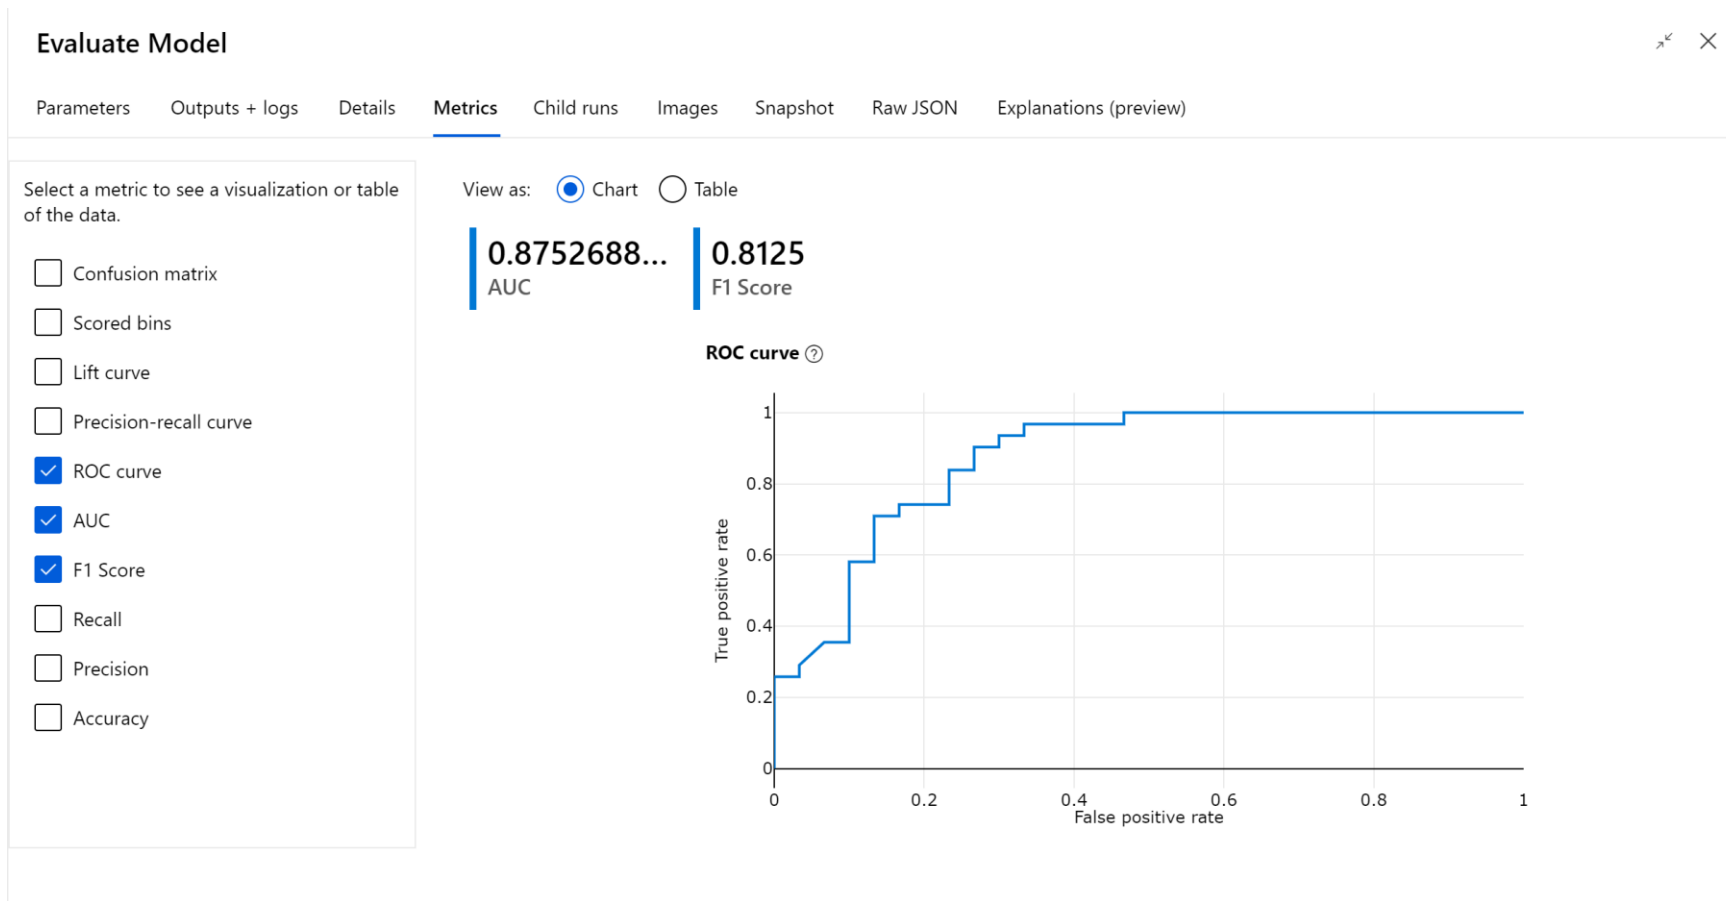 Evaluate Model
Parameters Outputs + logs Details Metrics Child runs Images Snapshot Raw JSON Explanations (preview)
Select a metric to see a visualization or table
of the data.
Confusion matrix
Scored bins
Lift curve
Precision-recall curve
ROC curve
AUC
F1 Score
Recall
Precision
Accuracy
View as: Chart Table
0.8752688... 0.8125
AUC F1 Score
ROC curve ?
True positive rate
1
0.8
0.6
0.4
0.2
0
0 0.2 0.4 0.6 0.8 1
False positive rate